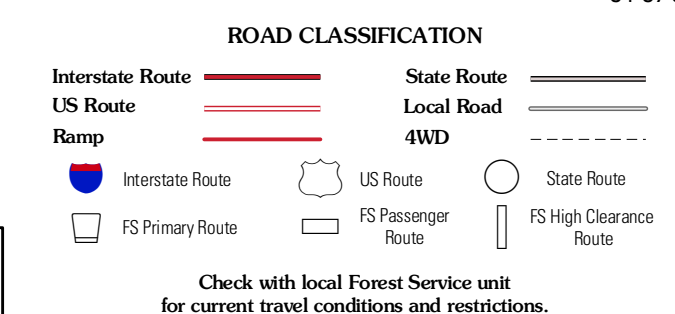 ROAD CLASSIFICATION
Interstate Route
State Route
US Route
Local Road
Ramp
4WD
Interstate Route
US Route
State Route
FS Primary Route
FS Passenger
Route
FS High Clearance
Route
Check with local Forest Service unit
for current travel conditions and restrictions.